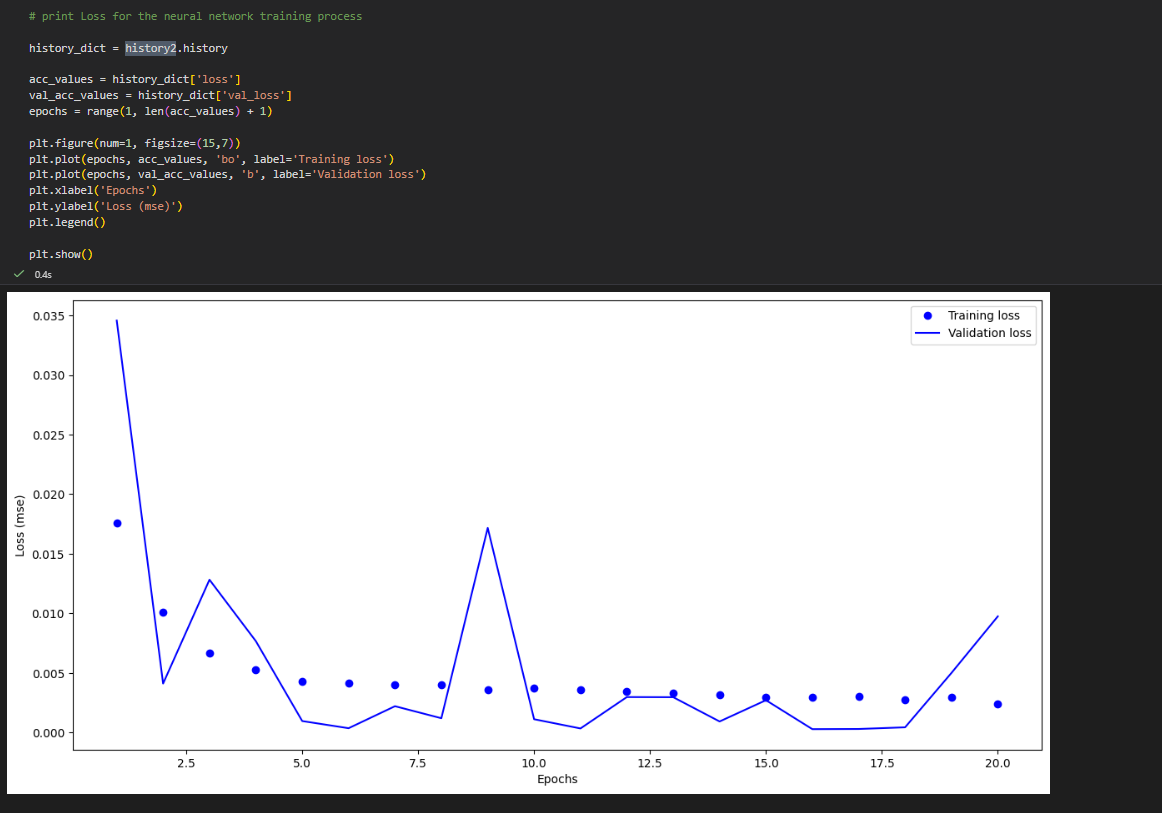 # print Loss for the neural network training process
history_dict = history2.history
acc_values = history_dict['loss']
val_acc_values = history_dict['val_loss']
epochs = range(1, len(acc_values) + 1)
plt.figure(num=1, figsize=(15,7))
plt.plot(epochs, acc_values, 'bo', label='Training loss')
plt.plot(epochs, val_acc_values, 'b', label='Validation loss')
plt.xlabel('Epochs')
plt.ylabel('Loss (mse)')
plt.legend()
plt.show()
0.4s
Training loss
Validation loss
0.035
0.030
0.025
0.020
0.015
0.010
0.005
0.000
Loss (mse)
2.5 5.0 7.5 10.0 12.5 15.0 17.5 20.0
Epochs